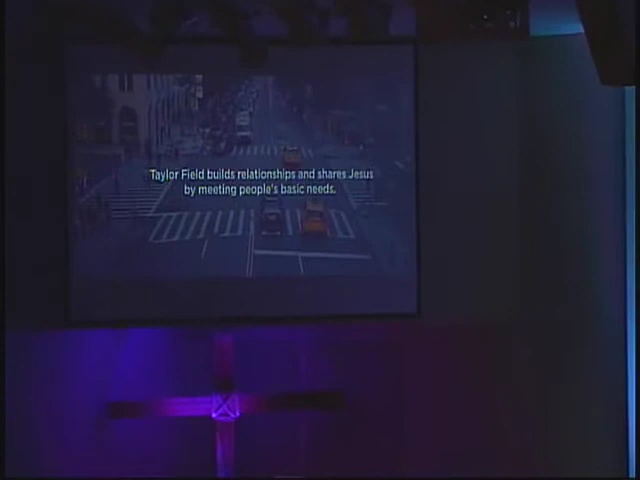 Taylor Field builds relationships and shares Jesus
by meeting people's basic needs.